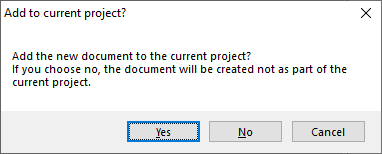 Add to current project?
Add the new document to the current project?
If you choose no, the document will be created not as part of the
current project.
Yes
No
Cancel